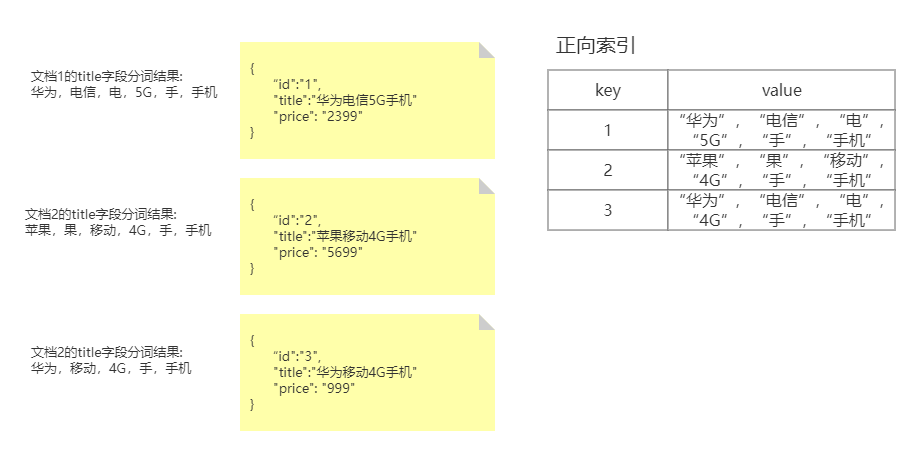 文档1的title字段分词结果:
华为，电信，电，5G，手，手机
{
“id":"1",
"title":"华为电信5G手机"
"price": "2399"
}
文档2的title字段分词结果:
苹果，果，移动，4G，手，手机
{
“id":"2",
"title":"苹果移动4G手机"
"price": "5699"
}
文档2的title字段分词结果:
华为，移动，4G，手，手机
{
“id":"3",
"title":"华为移动4G手机"
"price": "999"
}
正向索引
key value
1 “华为”，“电信”，“电”，
“5G”，“手”，“手机”
2 “苹果”，“果”，“移动”，
“4G”，“手”，“手机”
3 “华为”，“电信”，“电”，
“4G”，“手”，“手机”